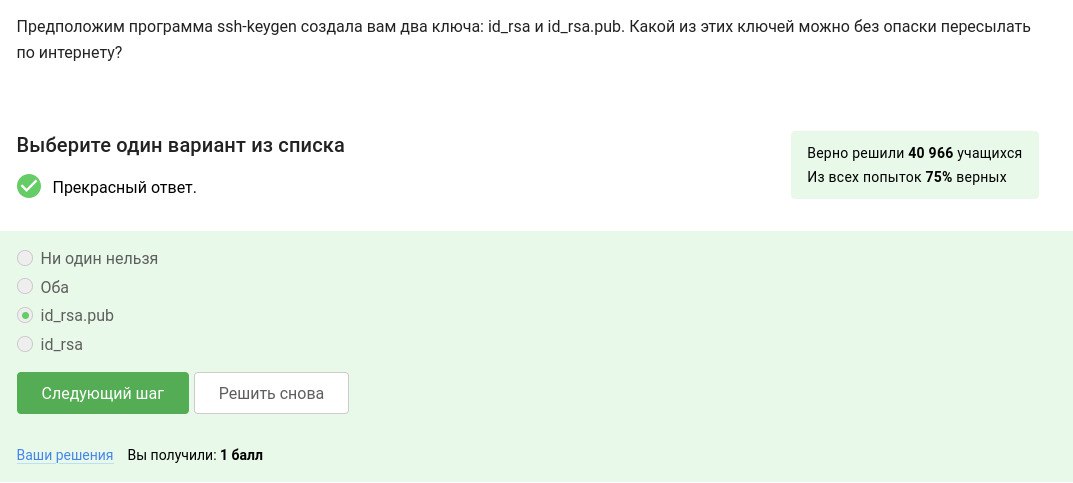 Предположим программа ssh-keygen создала вам два ключа: id_rsa и id_rsa.pub. Какой из этих ключей можно без опаски пересылать
по интернету?
Выберите один вариант из списка
Прекрасный ответ.
Верно решили 40 966 учащихся
Из всех попыток 75% верных
Ни один нельзя
Оба
id_rsa.pub
id_rsa
Следующий шаг
Решить снова
Ваши решения Вы получили: 1 балл